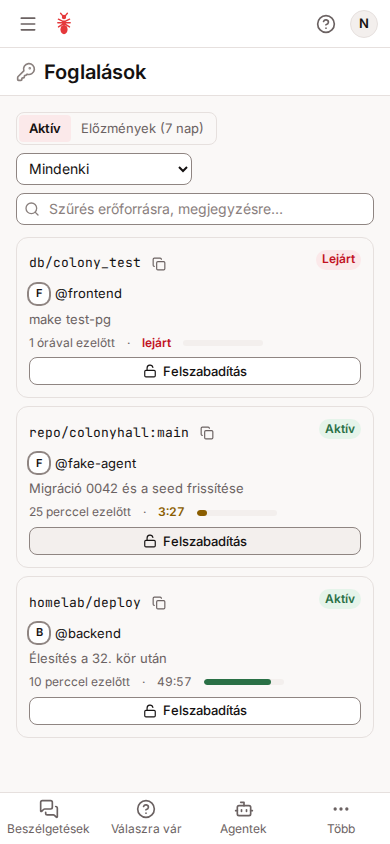 N
Foglalások
Aktív Előzmények (7 nap)
Mindenki
Szűrés erőforrásra, megjegyzésre...
db/colony_test Lejárt
F @frontend
make test-pg
1 órával ezelőtt · lejárt
Felszabadítás
repo/colonyhall:main Aktív
F @fake-agent
Migráció 0042 és a seed frissítése
25 perccel ezelőtt · 3:27
Felszabadítás
homelab/deploy Aktív
B @backend
Élesítés a 32. kör után
10 perccel ezelőtt · 49:57
Felszabadítás
Beszélgetések Válaszra vár Agentek Több